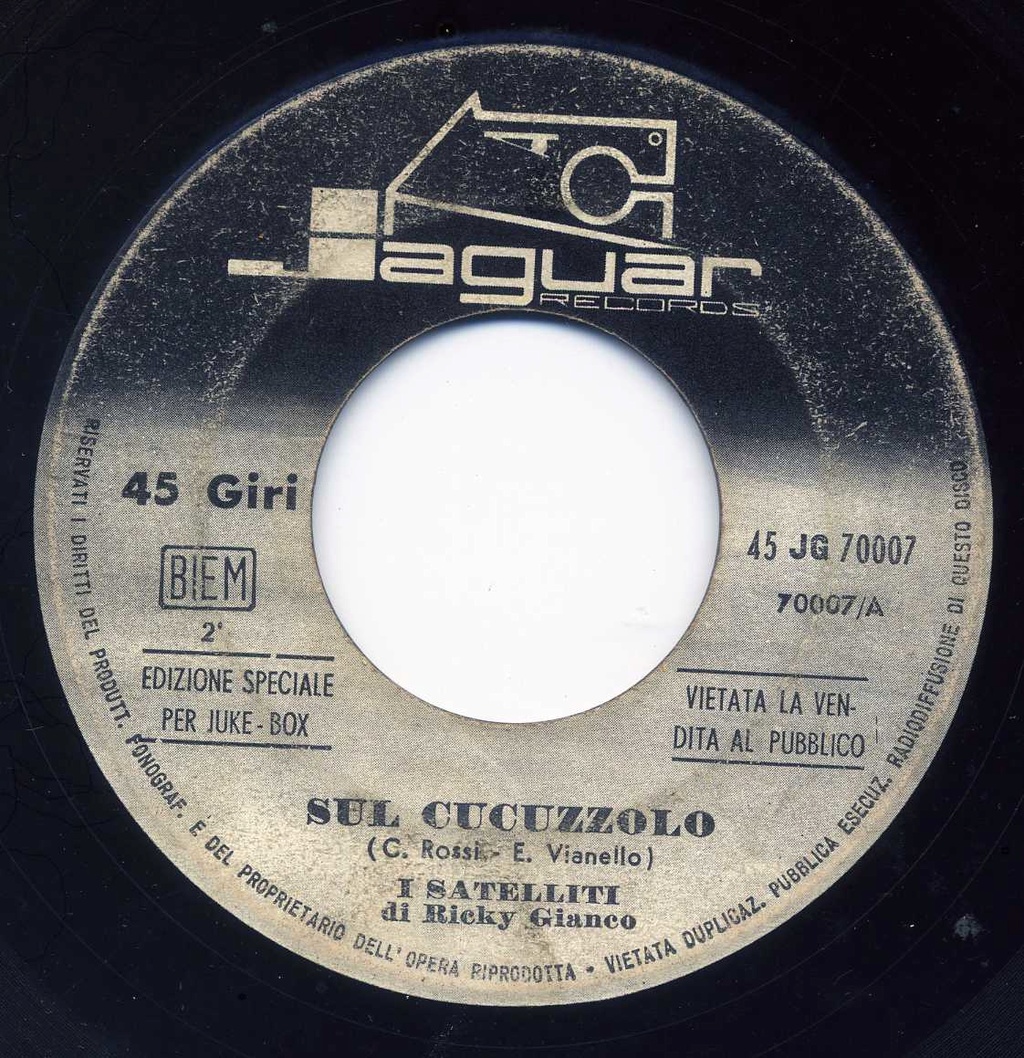 Jaguar
RECORDS
45 Giri
BIEM
2'
EDIZIONE SPECIALE
PER JUKE-BOX
45 JG 70007
70007/A
VIETATA LA VEN-
DITA AL PUBBLICO
SUL CUCUZZOLO
(C. Rossi - E. Vianello)
I SATELLITI
di Ricky Gianco
RISERVATI I DIRITTI DEL PRODUTT. FONOGRAF. E DEL PROPRIETARIO DELL'OPERA RIPRODOTTA • VIETATA DUPLICAZ. PUBBLICA ESECUZ. RADIODIFFUSIONE DI QUESTO DISCO